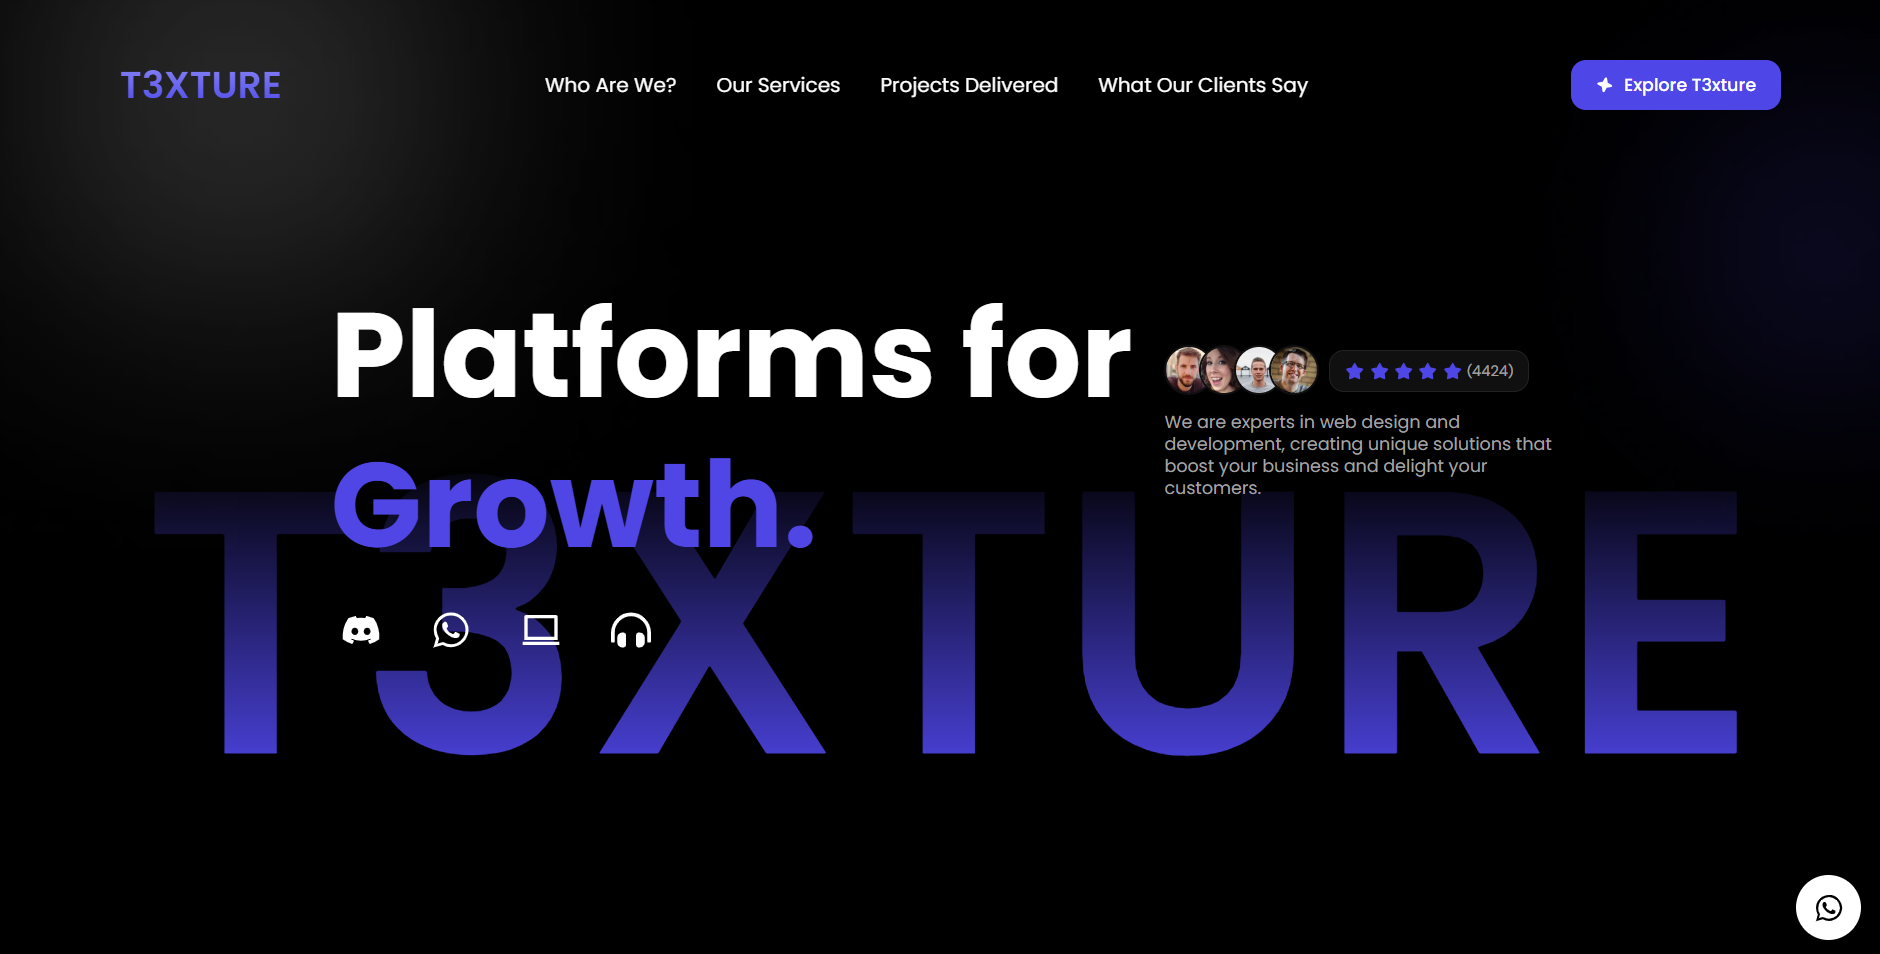 T3XTURE
Who Are We?
Our Services
Projects Delivered
What Our Clients Say
Explore T3xture
Platforms for
Growth.
(4424)
We are experts in web design and
development, creating unique solutions that
boost your business and delight your
customers.
T3XTURE